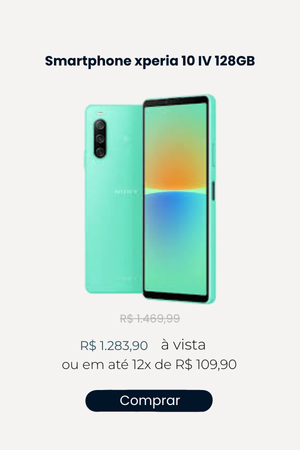 Smartphone xperia 10 IV 128GB
SONY
R$ 1.469,99
R$ 1.283,90 à vista
ou em até 12x de R$ 109,90
Comprar